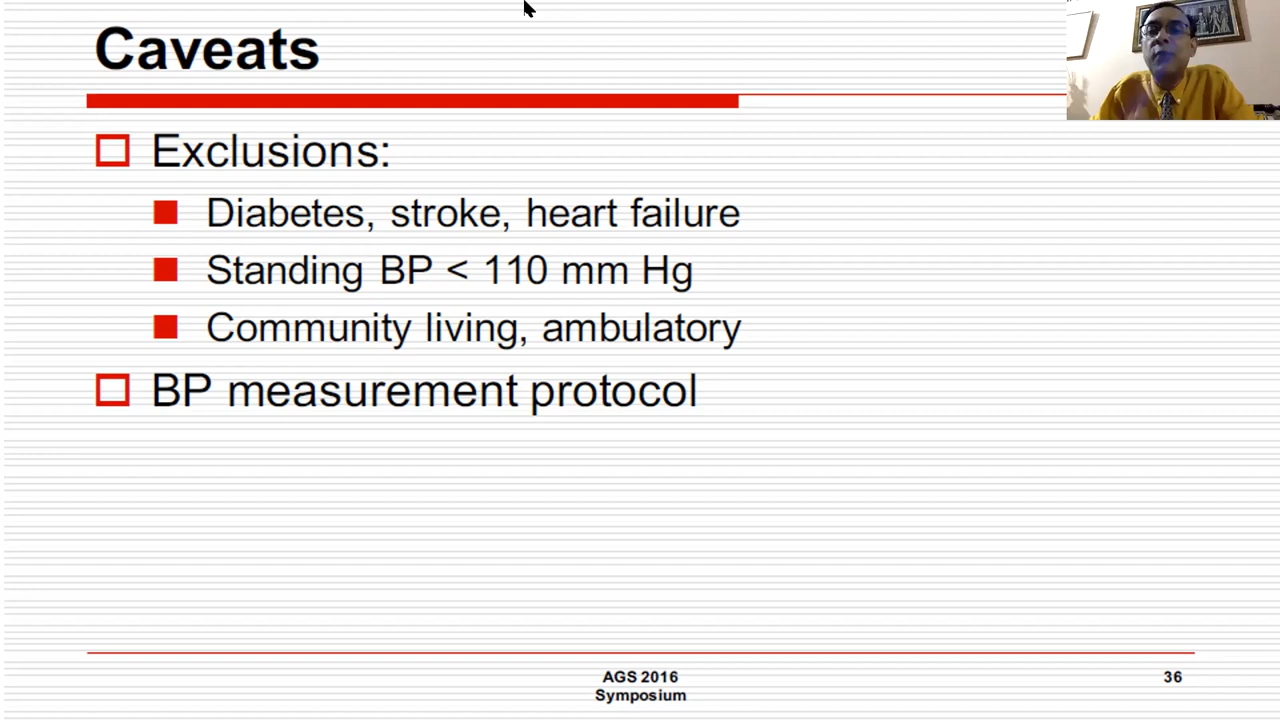 Caveats
Exclusions:
Diabetes, stroke, heart failure
Standing BP < 110 mm Hg
Community living, ambulatory
BP measurement protocol
AGS 2016
Symposium
36